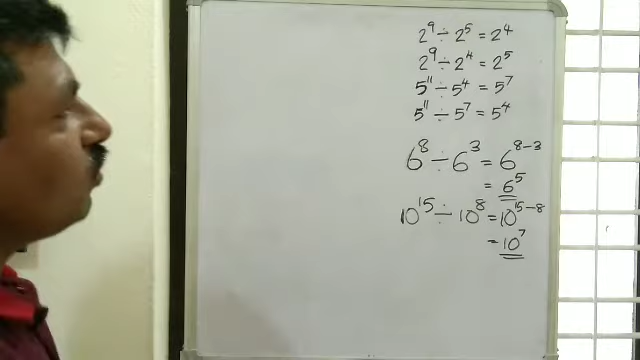 2⁹ ÷ 2⁵ = 2⁴
2⁹ ÷ 2⁴ = 2⁵
5¹¹ ÷ 5⁴ = 5⁷
5¹¹ ÷ 5⁷ = 5⁴
6⁸ ÷ 6³ = 6⁸⁻³
= 6⁵
10¹⁵ ÷ 10⁸ = 10¹⁵⁻⁸
= 10⁷